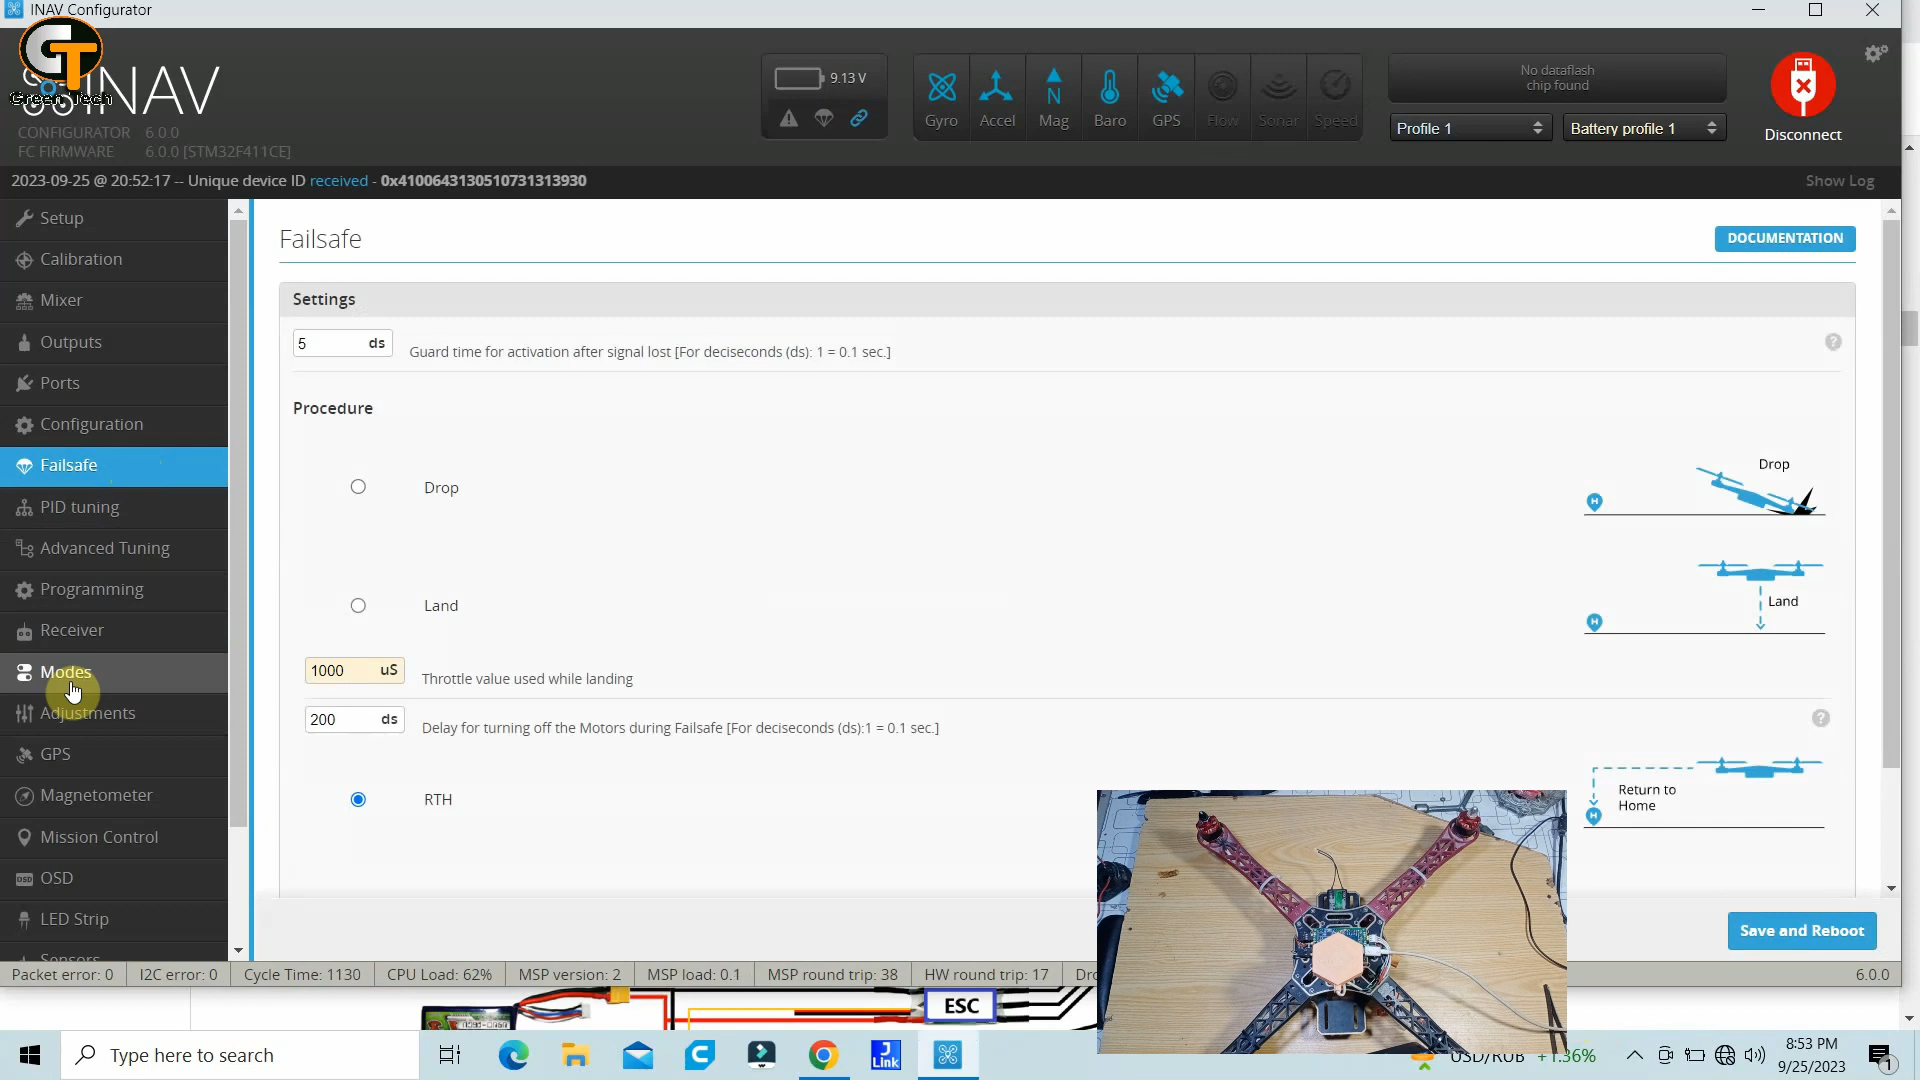 INAV Configurator
GT
Green Tech
INAV
CONFIGURATOR 6.0.0
FC FIRMWARE 6.0.0 [STM32F411CE]
9.13 V
Gyro
Accel
N
Mag
Baro
GPS
Flow
Sonar
Speed
No dataflash
chip found
Profile 1
Battery profile 1
Disconnect
2023-09-25 @ 20:52:17 -- Unique device ID received - 0x4100643130510731313930
Show Log
Setup
Calibration
Mixer
Outputs
Ports
Configuration
Failsafe
PID tuning
Advanced Tuning
Programming
Receiver
Modes
Adjustments
GPS
Magnetometer
Mission Control
OSD
LED Strip
Sensors
Failsafe
DOCUMENTATION
Settings
5 ds
Guard time for activation after signal lost [For deciseconds (ds): 1 = 0.1 sec.]
Procedure
Drop
Drop
H
Land
Land
H
1000 uS
Throttle value used while landing
200 ds
Delay for turning off the Motors during Failsafe [For deciseconds (ds):1 = 0.1 sec.]
RTH
Return to
Home
H
Save and Reboot
Packet error: 0
I2C error: 0
Cycle Time: 1130
CPU Load: 62%
MSP version: 2
MSP load: 0.1
MSP round trip: 38
HW round trip: 17
6.0.0
ESC
Type here to search
J
Link
USD/RUB +1.36%
8:53 PM
9/25/2023
1